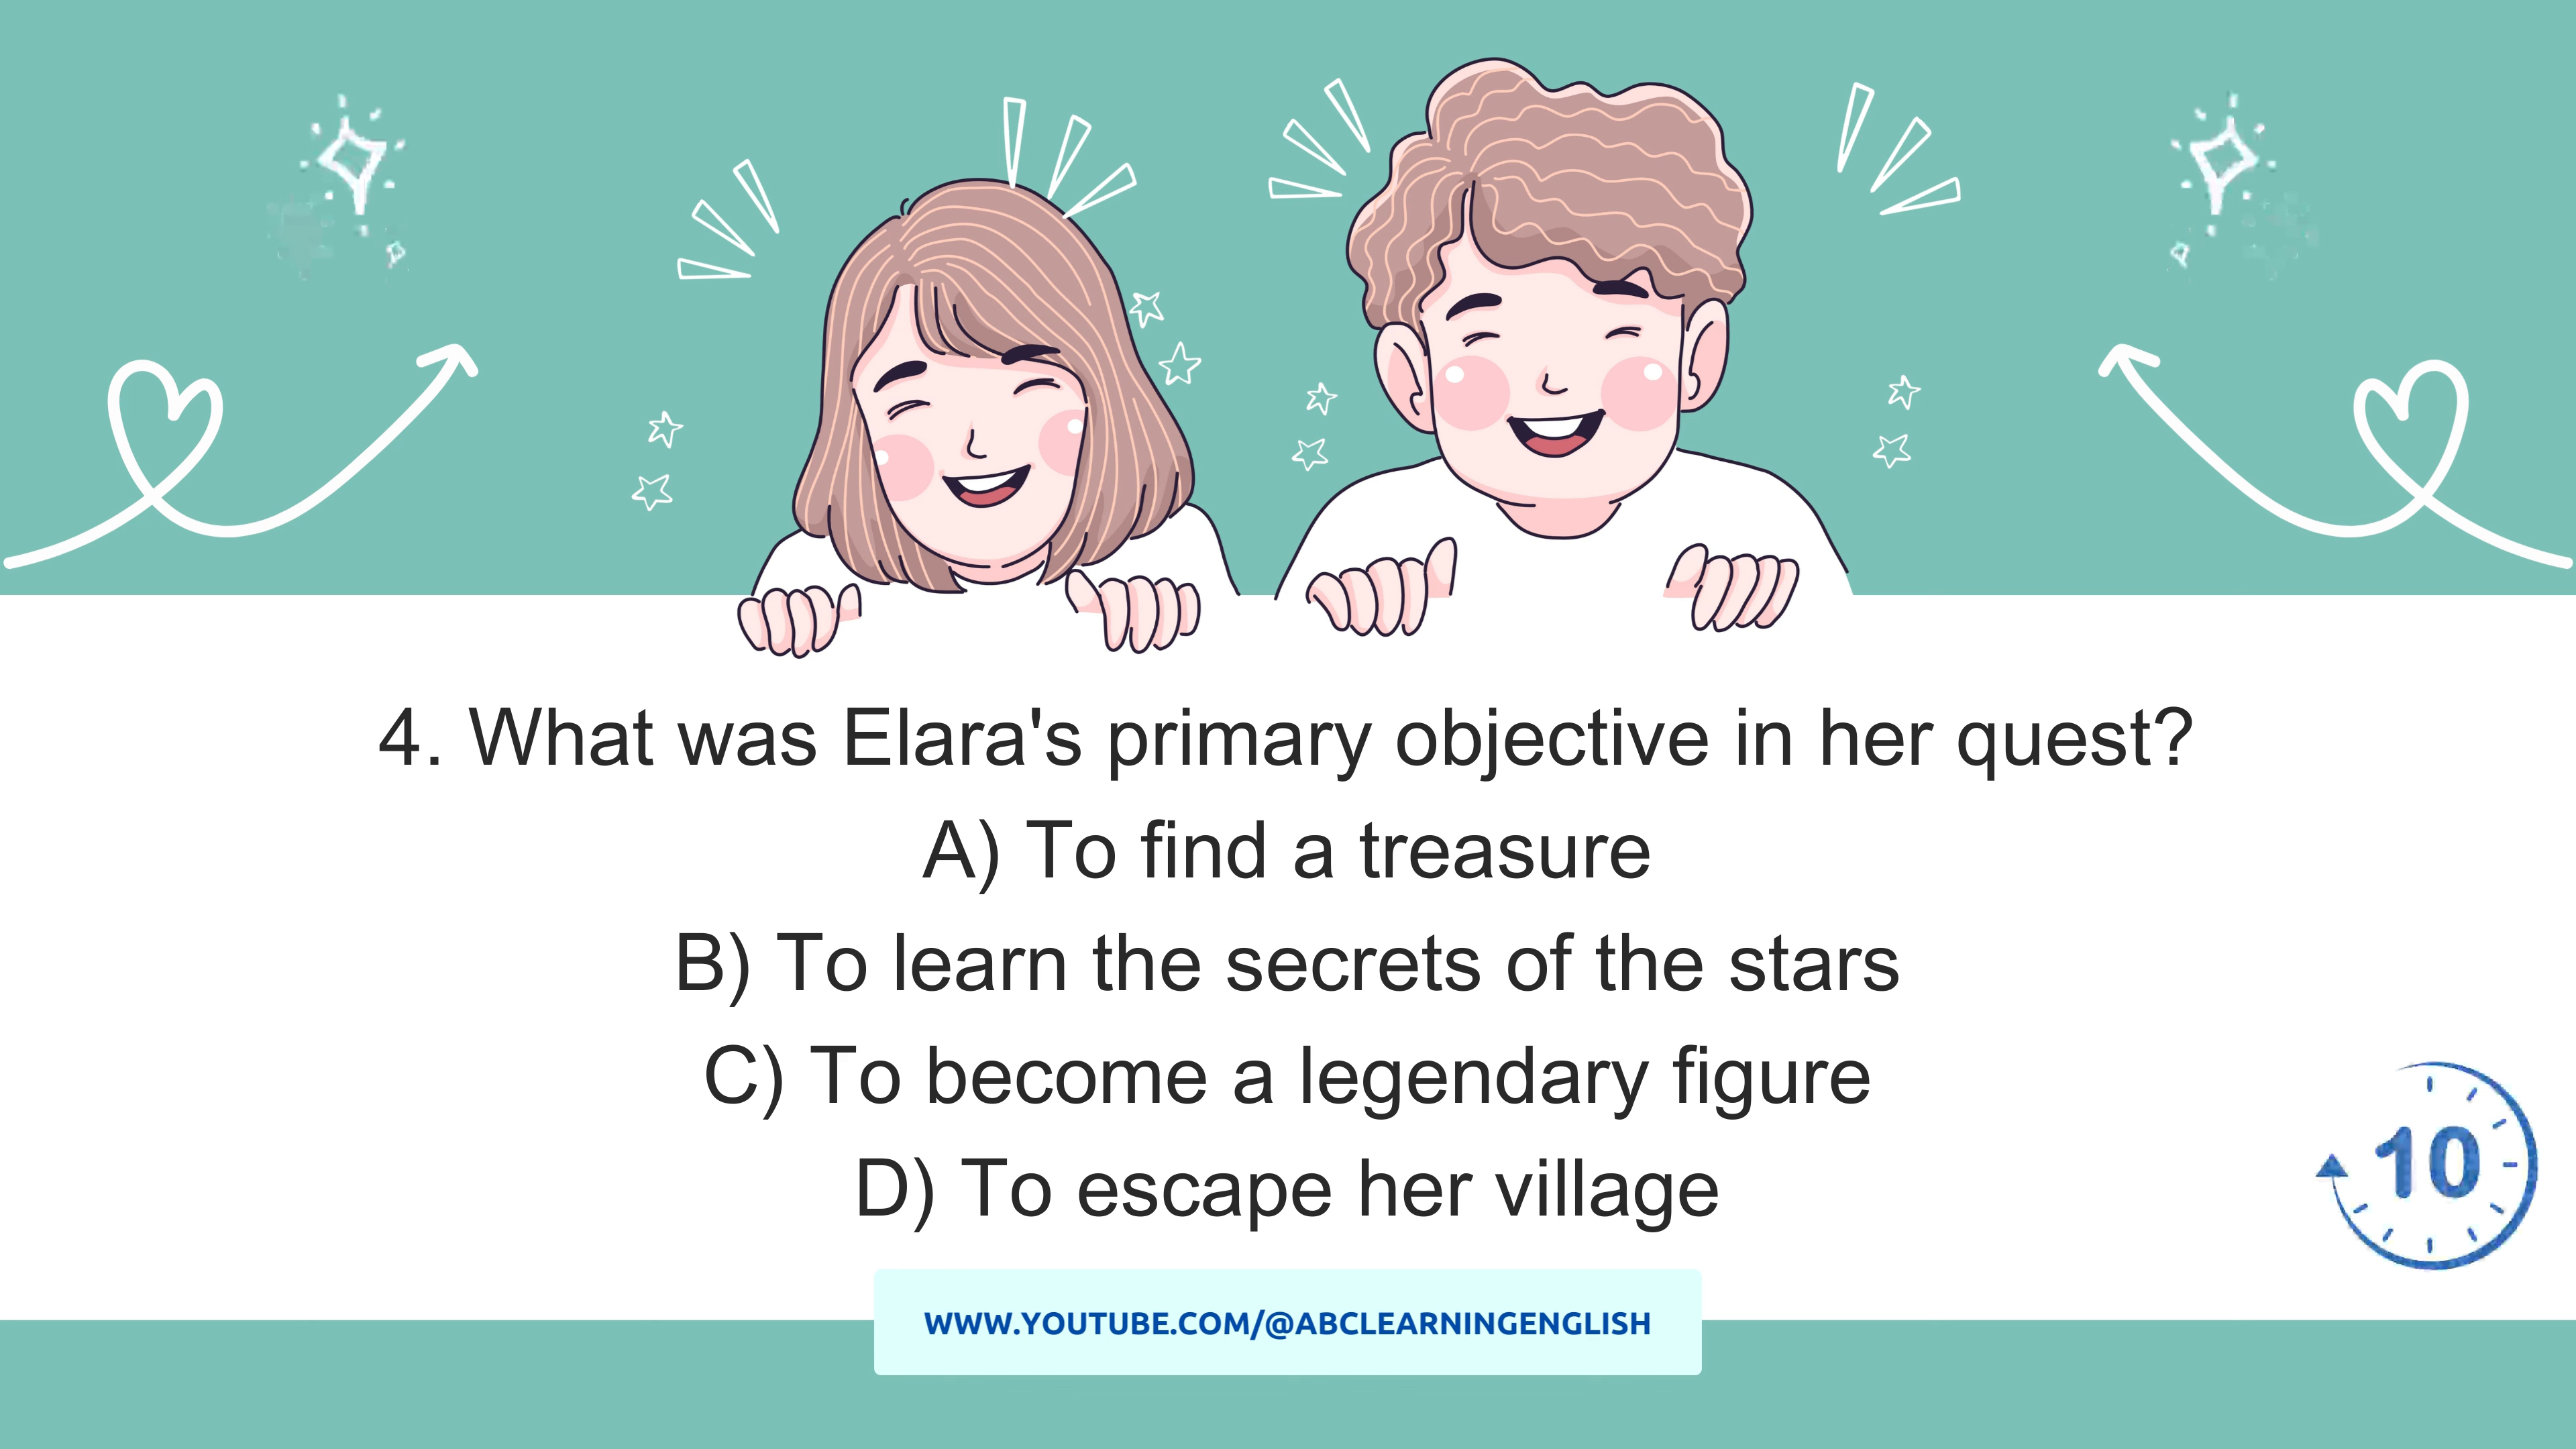 4. What was Elara's primary objective in her quest?
A) To find a treasure
B) To learn the secrets of the stars
C) To become a legendary figure
D) To escape her village
10
WWW.YOUTUBE.COM/@ABCLEARNINGENGLISH